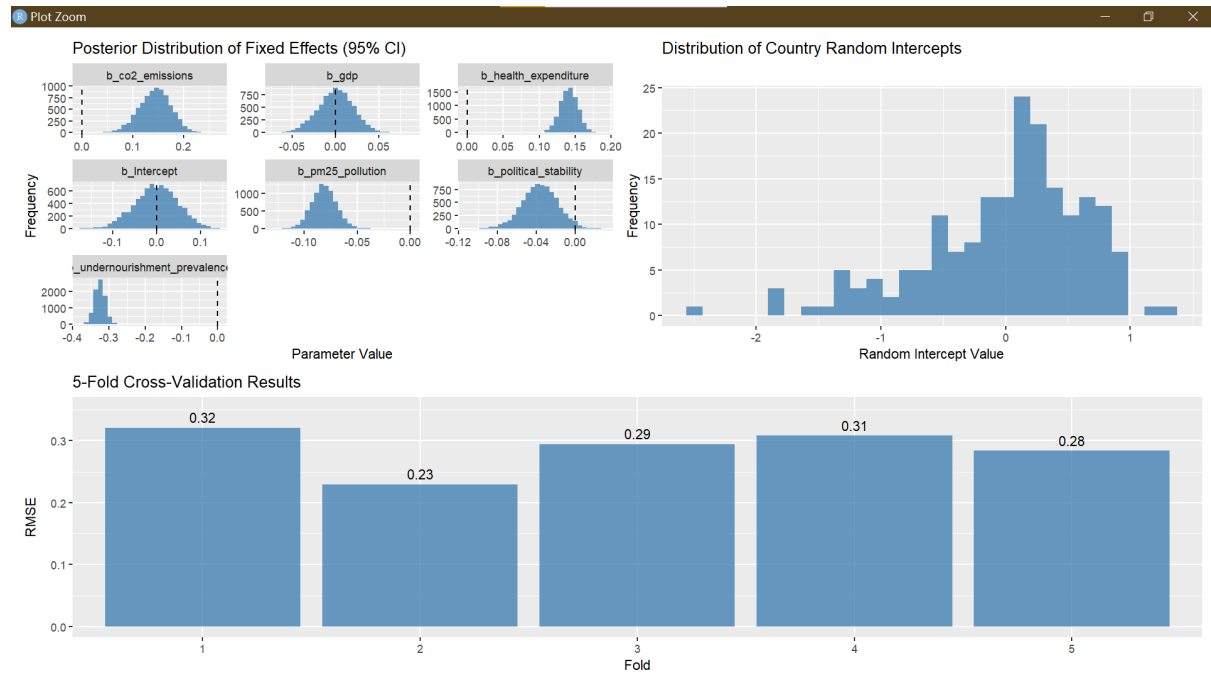 Plot Zoom
Posterior Distribution of Fixed Effects (95% CI)
b_co2_emissions
b_gdp
b_health_expenditure
1000
750
500
250
0
0.0 0.1 0.2
750
500
250
0
-0.05 0.00 0.05
1500
1000
500
0
0.00 0.05 0.10 0.15 0.20
b_Intercept
b_pm25_pollution
b_political_stability
600
400
200
0
-0.1 0.0 0.1
1000
500
0
-0.10 -0.05 0.00
750
500
250
0
-0.12 -0.08 -0.04 0.00
_undernourishment_prevalenc
2000
1000
0
-0.4 -0.3 -0.2 -0.1 0.0
Frequency
Parameter Value
Distribution of Country Random Intercepts
25
20
15
10
5
0
-2 -1 0 1
Frequency
Random Intercept Value
5-Fold Cross-Validation Results
0.32
0.23
0.29
0.31
0.28
0.3
0.2
0.1
0.0
RMSE
1 2 3 4 5
Fold